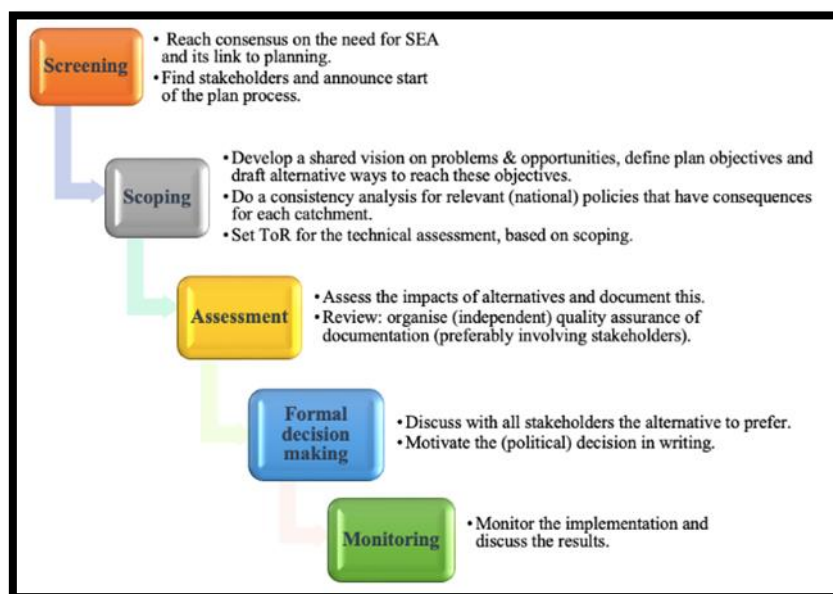 Screening
• Reach consensus on the need for SEA
and its link to planning.
• Find stakeholders and announce start
of the plan process.
Scoping
• Develop a shared vision on problems & opportunities, define plan objectives and
draft alternative ways to reach these objectives.
• Do a consistency analysis for relevant (national) policies that have consequences
for each catchment.
• Set ToR for the technical assessment, based on scoping.
Assessment
• Assess the impacts of alternatives and document this.
• Review: organise (independent) quality assurance of
documentation (preferably involving stakeholders).
Formal
decision
making
• Discuss with all stakeholders the alternative to prefer.
• Motivate the (political) decision in writing.
Monitoring
• Monitor the implementation and
discuss the results.